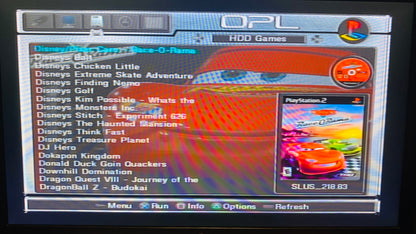 OPL
HDD Games
Disney/Pixar Cars: Race-O-Rama
Disneys Bolt
Disneys Chicken Little
Disneys Extreme Skate Adventure
Disneys Finding Nemo
Disneys Golf
Disneys Kim Possible - Whats the
Disneys Monsters Inc.
Disneys Stitch - Experiment 626
Disneys The Haunted Mansion
Disneys Think Fast
Disneys Treasure Planet
DJ Hero
Dokapon Kingdom
Donald Duck Goin Quackers
Downhill Domination
Dragon Quest VIII - Journey of the
DragonBall Z - Budokai
PlayStation 2
SLUS_218.83
Menu
Run
Info
Options
Refresh